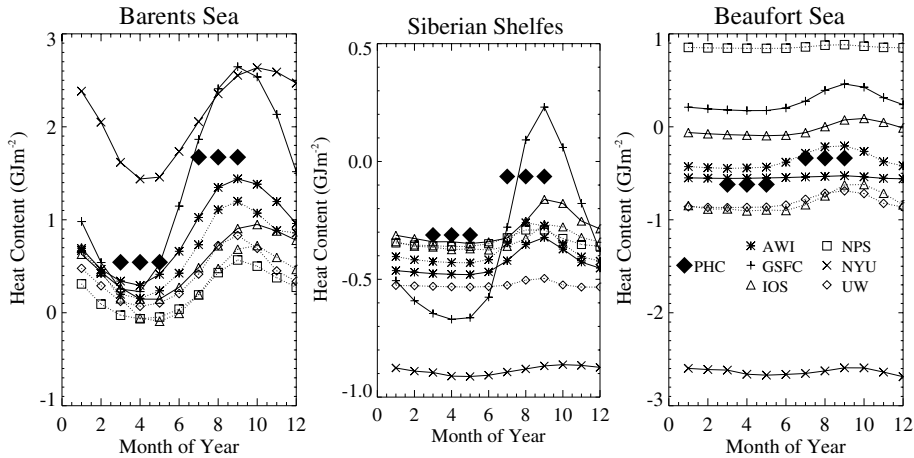 Barents Sea
Siberian Shelfes
Beaufort Sea
Heat Content (GJm-2)
3
2
1
0
-1
0 2 4 6 8 10 12
Month of Year
Heat Content (GJm-2)
0.5
0.0
-0.5
-1.0
0 2 4 6 8 10 12
Month of Year
Heat Content (GJm-2)
1
0
-1
-2
-3
0 2 4 6 8 10 12
Month of Year
PHC
AWI
GSFC
IOS
NPS
NYU
UW